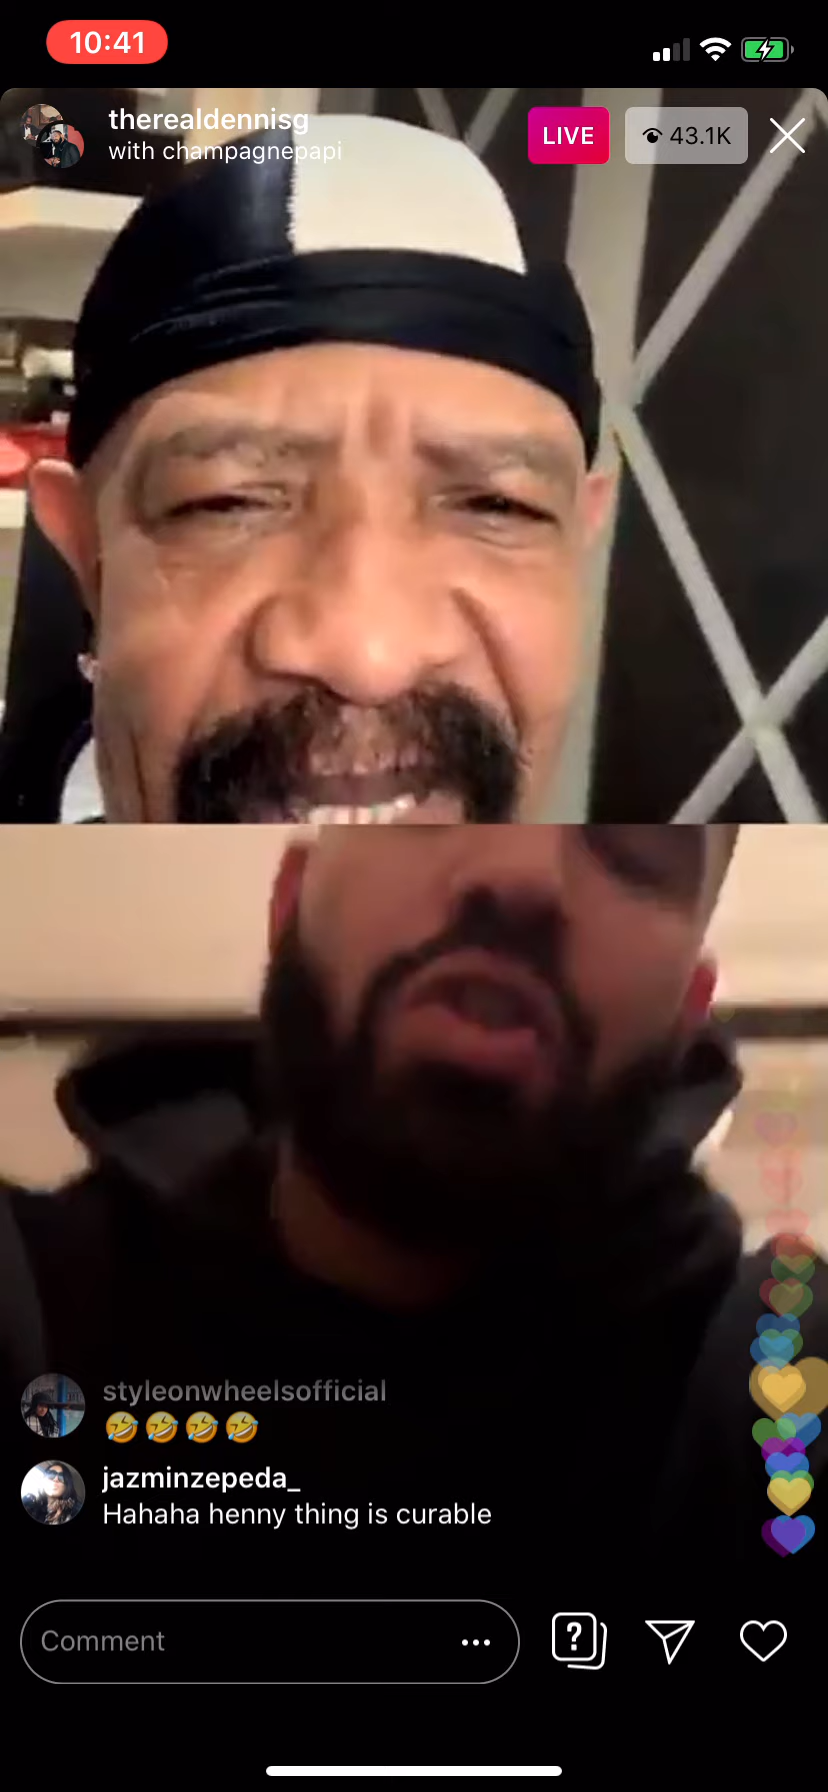 10:41
therealdennisg
with champagnepapi
LIVE
43.1K
styleonwheelsofficial
🤣🤣🤣🤣
jazminzepeda_
Hahaha henny thing is curable
Comment